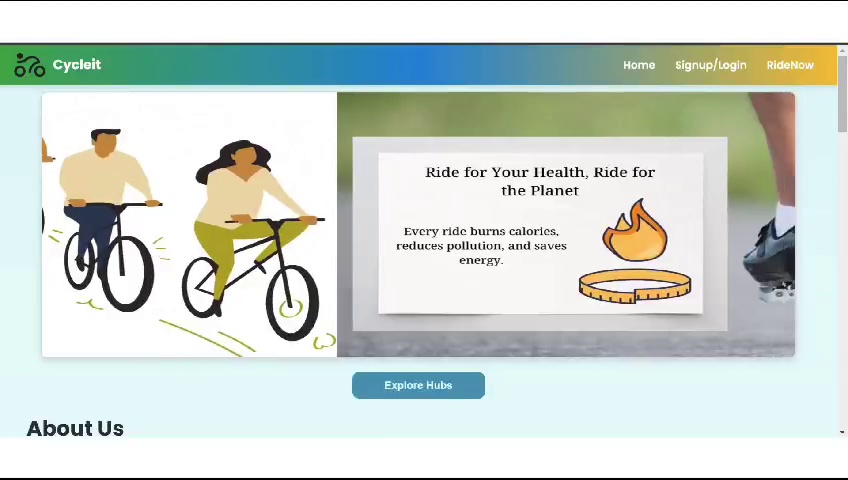 Cycleit
Home Signup/Login RideNow
Ride for Your Health, Ride for
the Planet
Every ride burns calories,
reduces pollution, and saves
energy.
Explore Hubs
About Us